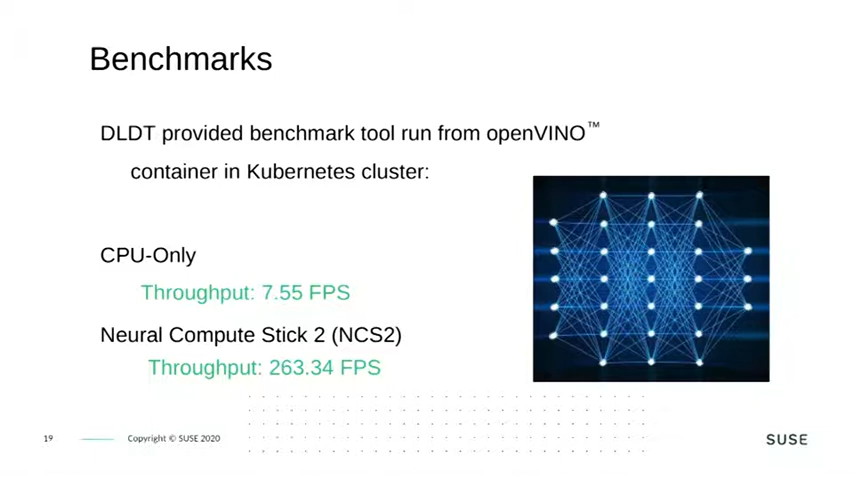 Benchmarks
DLDT provided benchmark tool run from openVINO™
container in Kubernetes cluster:
CPU-Only
Throughput: 7.55 FPS
Neural Compute Stick 2 (NCS2)
Throughput: 263.34 FPS
19
Copyright © SUSE 2020
SUSE